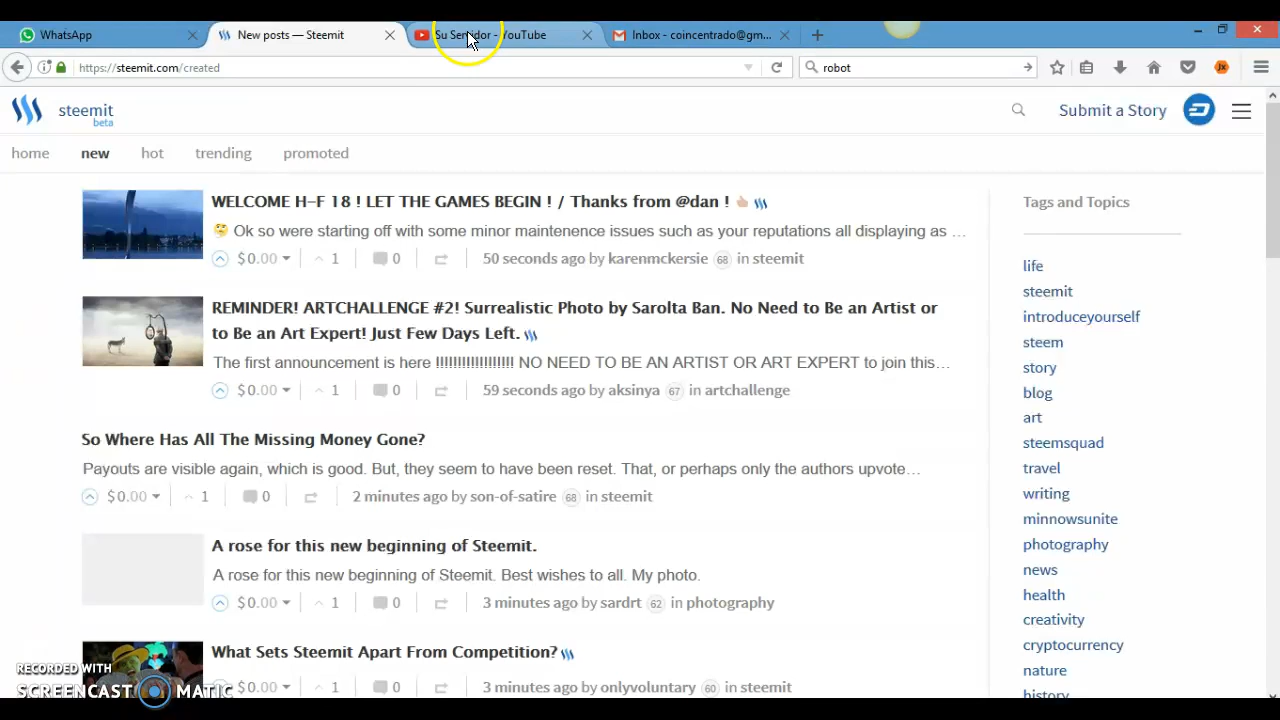 WhatsApp
New posts — Steemit
Su Ser dor - YouTube
Inbox - coincentrado@gm...
https://steemit.com/created
robot
steemit
beta
Submit a Story
home new hot trending promoted
WELCOME H-F 18 ! LET THE GAMES BEGIN ! / Thanks from @dan ! 👆🏻
🤔 Ok so were starting off with some minor maintenence issues such as your reputations all displaying as …
$0.00 1 0 50 seconds ago by karenmckersie 68 in steemit
REMINDER! ARTCHALLENGE #2! Surrealistic Photo by Sarolta Ban. No Need to Be an Artist or
to Be an Art Expert! Just Few Days Left.
The first announcement is here !!!!!!!!!!!!!!!!!! NO NEED TO BE AN ARTIST OR ART EXPERT to join this…
$0.00 1 0 59 seconds ago by aksinya 67 in artchallenge
So Where Has All The Missing Money Gone?
Payouts are visible again, which is good. But, they seem to have been reset. That, or perhaps only the authors upvote…
$0.00 1 0 2 minutes ago by son-of-satire 68 in steemit
A rose for this new beginning of Steemit.
A rose for this new beginning of Steemit. Best wishes to all. My photo.
$0.00 1 0 3 minutes ago by sardrt 62 in photography
What Sets Steemit Apart From Competition?
$0.00 1 0 3 minutes ago by onlyvoluntary 60 in steemit
Tags and Topics
life
steemit
introduceyourself
steem
story
blog
art
steemsquad
travel
writing
minnowsunite
photography
news
health
creativity
cryptocurrency
nature
history
RECORDED WITH
SCREENCAST MATIC